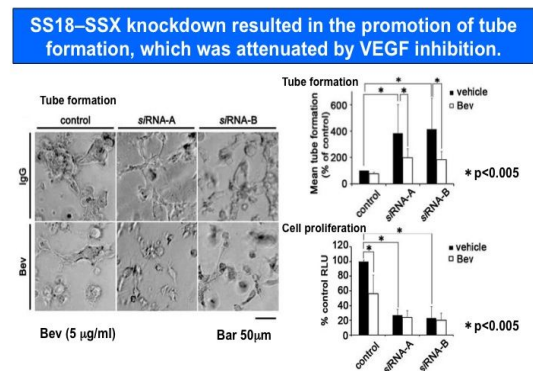 SS18–SSX knockdown resulted in the promotion of tube
formation, which was attenuated by VEGF inhibition.
Tube formation
control
siRNA-A
siRNA-B
IgG
Bev
Bev (5 μg/ml)
Bar 50μm
Tube formation
Mean tube formation
(% of control)
600
400
200
0
*
*
*
*
vehicle
Bev
control
siRNA-A
siRNA-B
* p<0.005
Cell proliferation
% control RLU
120
100
80
60
40
20
0
*
*
*
vehicle
Bev
control
siRNA-A
siRNA-B
* p<0.005